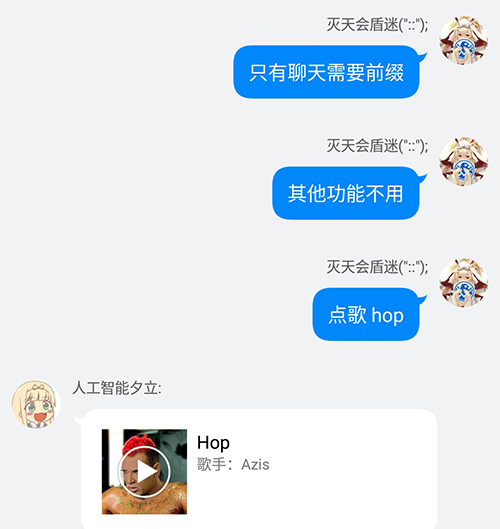 灭天会盾迷("::");
只有聊天需要前缀
灭天会盾迷("::");
其他功能不用
灭天会盾迷("::");
点歌 hop
人工智能夕立:
Hop
歌手：Azis